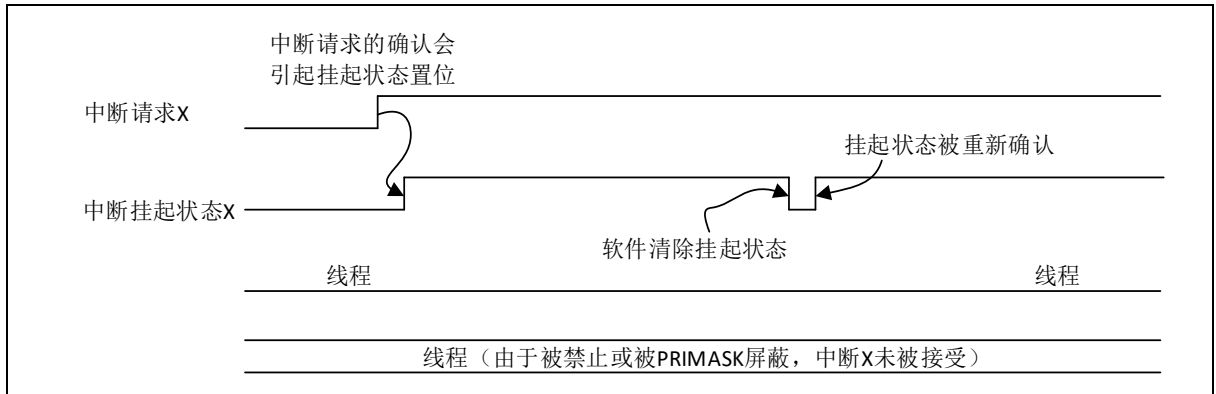 中断请求的确认会
引起挂起状态置位
中断请求X
挂起状态被重新确认
中断挂起状态X
软件清除挂起状态
线程
线程
线程（由于被禁止或被PRIMASK屏蔽，中断X未被接受）